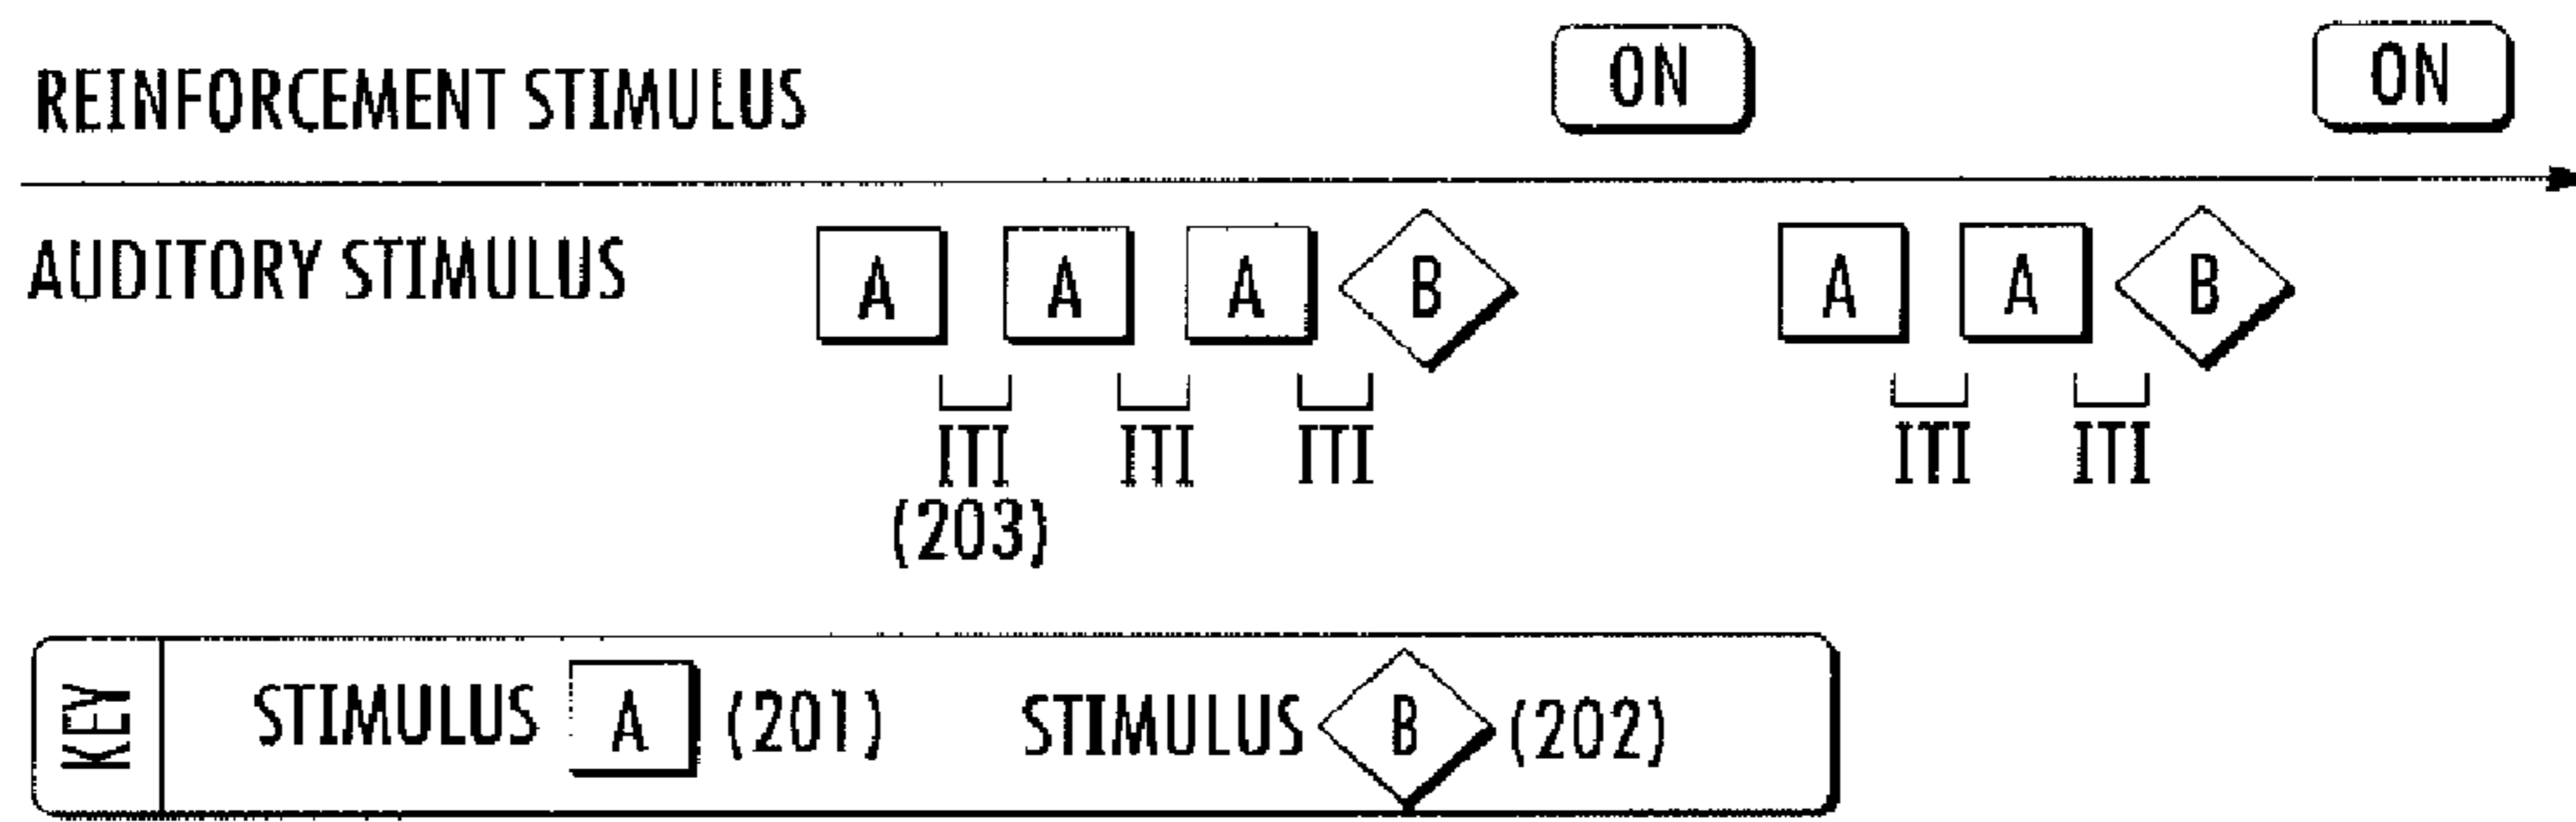 REINFORCEMENT STIMULUS ON ON
AUDITORY STIMULUS A A A B A A B
ITI ITI ITI ITI ITI
(203)
KEY STIMULUS A (201) STIMULUS B (202)